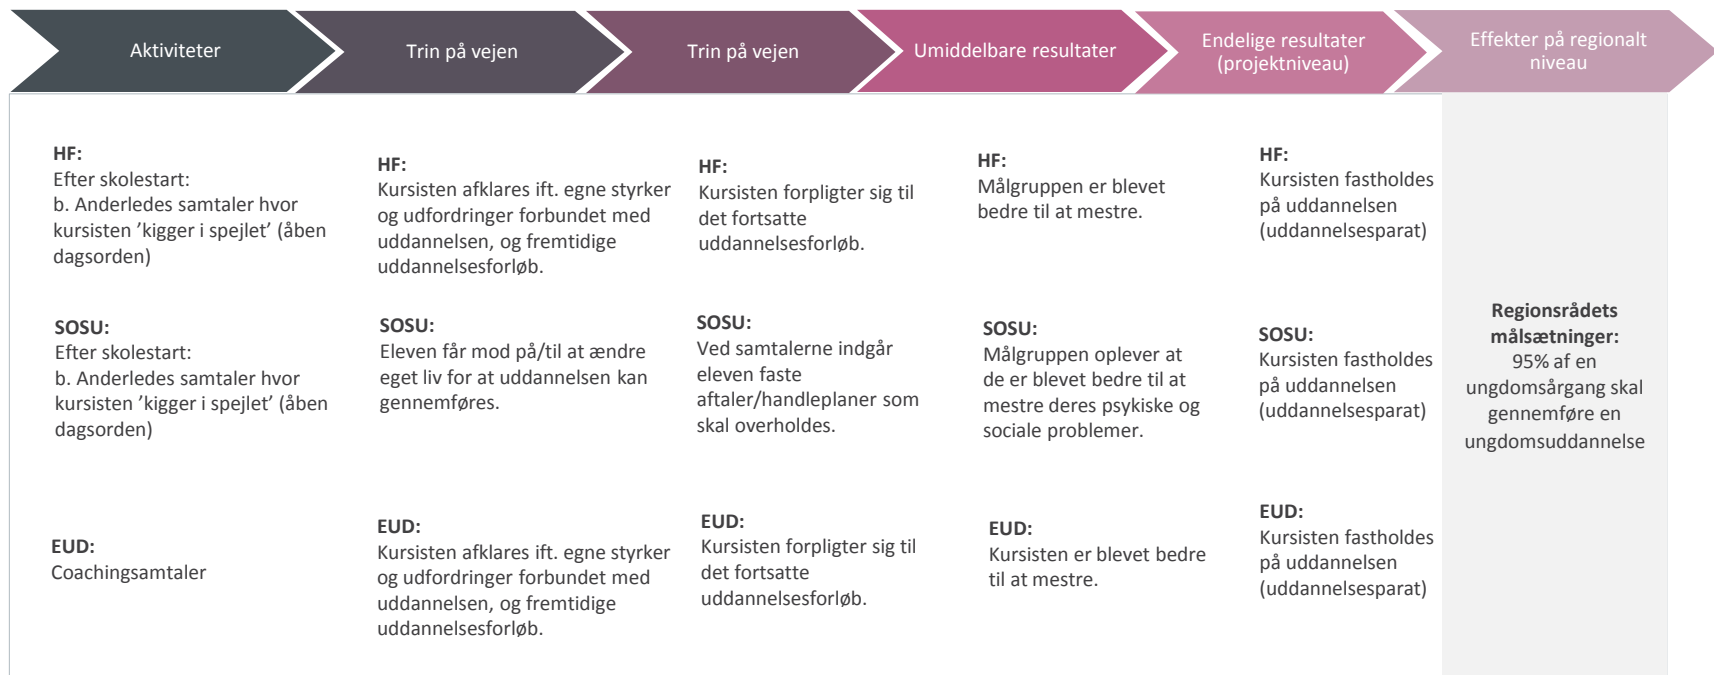 Aktiviteter
Trin på vejen
Trin på vejen
Umiddelbare resultater
Endelige resultater
(projektniveau)
Effekter på regionalt
niveau
HF:
Efter skolestart:
b. Anderledes samtaler hvor
kursisten ’kigger i spejlet’ (åben
dagsorden)
HF:
Kursisten afklares ift. egne styrker
og udfordringer forbundet med
uddannelsen, og fremtidige
uddannelsesforløb.
HF:
Kursisten forpligter sig til
det fortsatte
uddannelsesforløb.
HF:
Målgruppen er blevet
bedre til at mestre.
HF:
Kursisten fastholdes
på uddannelsen
(uddannelsesparat)
SOSU:
Efter skolestart:
b. Anderledes samtaler hvor
kursisten ’kigger i spejlet’ (åben
dagsorden)
SOSU:
Eleven får mod på/til at ændre
eget liv for at uddannelsen kan
gennemføres.
SOSU:
Ved samtalerne indgår
eleven faste
aftaler/handleplaner som
skal overholdes.
SOSU:
Målgruppen oplever at
de er blevet bedre til at
mestre deres psykiske og
sociale problemer.
SOSU:
Kursisten fastholdes
på uddannelsen
(uddannelsesparat)
Regionsrådets
målsætninger:
95% af en
ungdomsårgang skal
gennemføre en
ungdomsuddannelse
EUD:
Coachingsamtaler
EUD:
Kursisten afklares ift. egne styrker
og udfordringer forbundet med
uddannelsen, og fremtidige
uddannelsesforløb.
EUD:
Kursisten forpligter sig til
det fortsatte
uddannelsesforløb.
EUD:
Kursisten er blevet bedre
til at mestre.
EUD:
Kursisten fastholdes
på uddannelsen
(uddannelsesparat)